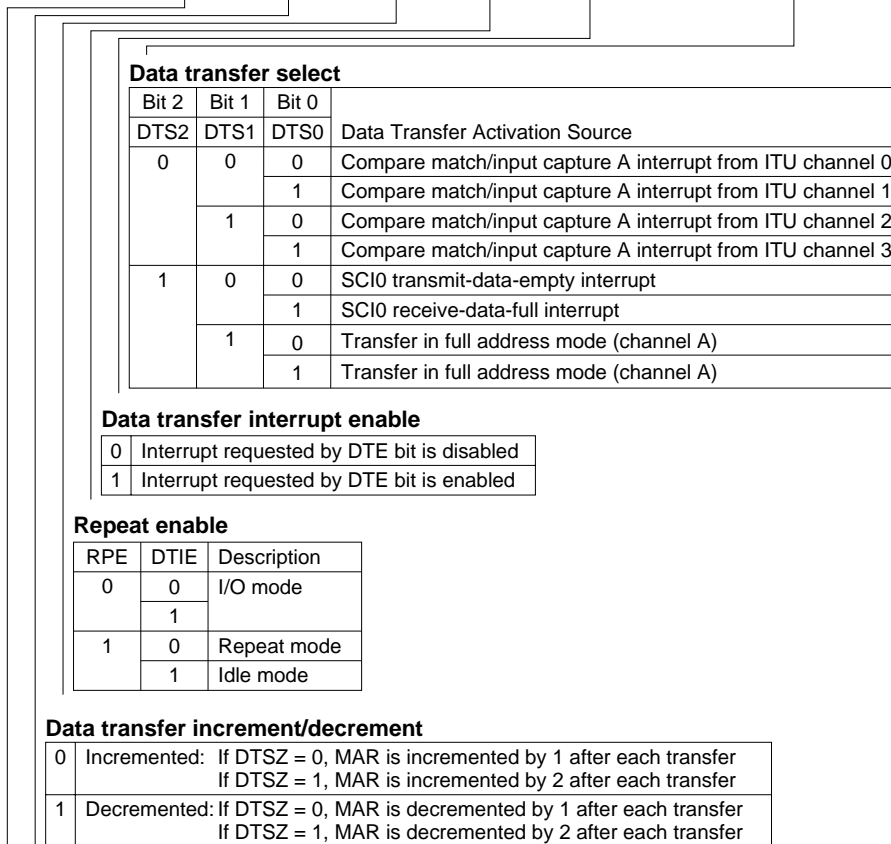 Data transfer select
Bit 2 Bit 1 Bit 0
DTS2 DTS1 DTS0 Data Transfer Activation Source
0 0 0 Compare match/input capture A interrupt from ITU channel 0
1 Compare match/input capture A interrupt from ITU channel 1
1 0 Compare match/input capture A interrupt from ITU channel 2
1 Compare match/input capture A interrupt from ITU channel 3
1 0 0 SCI0 transmit-data-empty interrupt
1 SCI0 receive-data-full interrupt
1 0 Transfer in full address mode (channel A)
1 Transfer in full address mode (channel A)
Data transfer interrupt enable
0 Interrupt requested by DTE bit is disabled
1 Interrupt requested by DTE bit is enabled
Repeat enable
RPE DTIE Description
0 0 I/O mode
1
1 0 Repeat mode
1 Idle mode
Data transfer increment/decrement
0 Incremented: If DTSZ = 0, MAR is incremented by 1 after each transfer
If DTSZ = 1, MAR is incremented by 2 after each transfer
1 Decremented: If DTSZ = 0, MAR is decremented by 1 after each transfer
If DTSZ = 1, MAR is decremented by 2 after each transfer